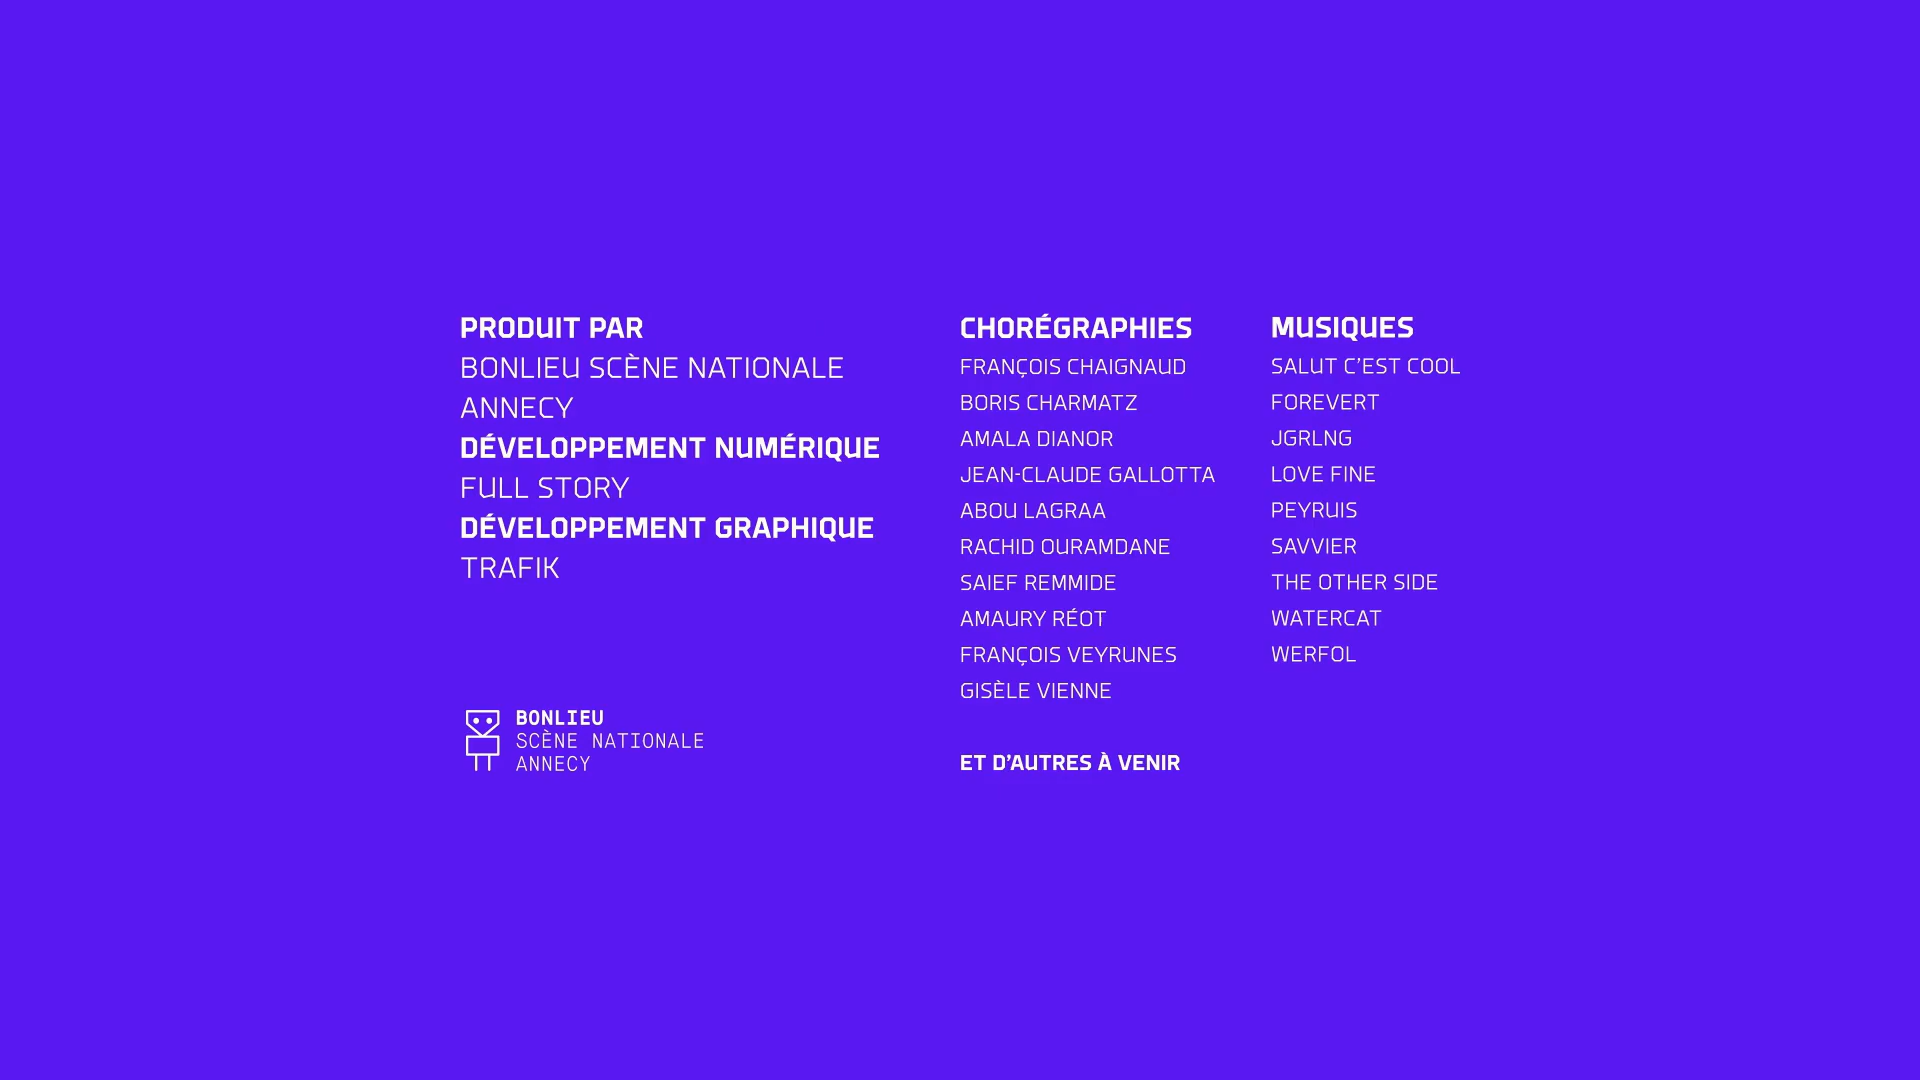 PRODUIT PAR
BONLIEU SCÈNE NATIONALE
ANNECY
DÉVELOPPEMENT NUMÉRIQUE
FULL STORY
DÉVELOPPEMENT GRAPHIQUE
TRAFIK
BONLIEU
SCÈNE NATIONALE
ANNECY
CHORÉGRAPHIES
FRANÇOIS CHAIGNAUD
BORIS CHARMATZ
AMALA DIANOR
JEAN-CLAUDE GALLOTTA
ABOU LAGRAA
RACHID OURAMDANE
SAIEF REMMIDE
AMAURY RÉOT
FRANÇOIS VEYRUNES
GISÈLE VIENNE
ET D’AUTRES À VENIR
MUSIQUES
SALUT C’EST COOL
FOREVERT
JGRLNG
LOVE FINE
PEYRUIS
SAVVIER
THE OTHER SIDE
WATERCAT
WERFOL